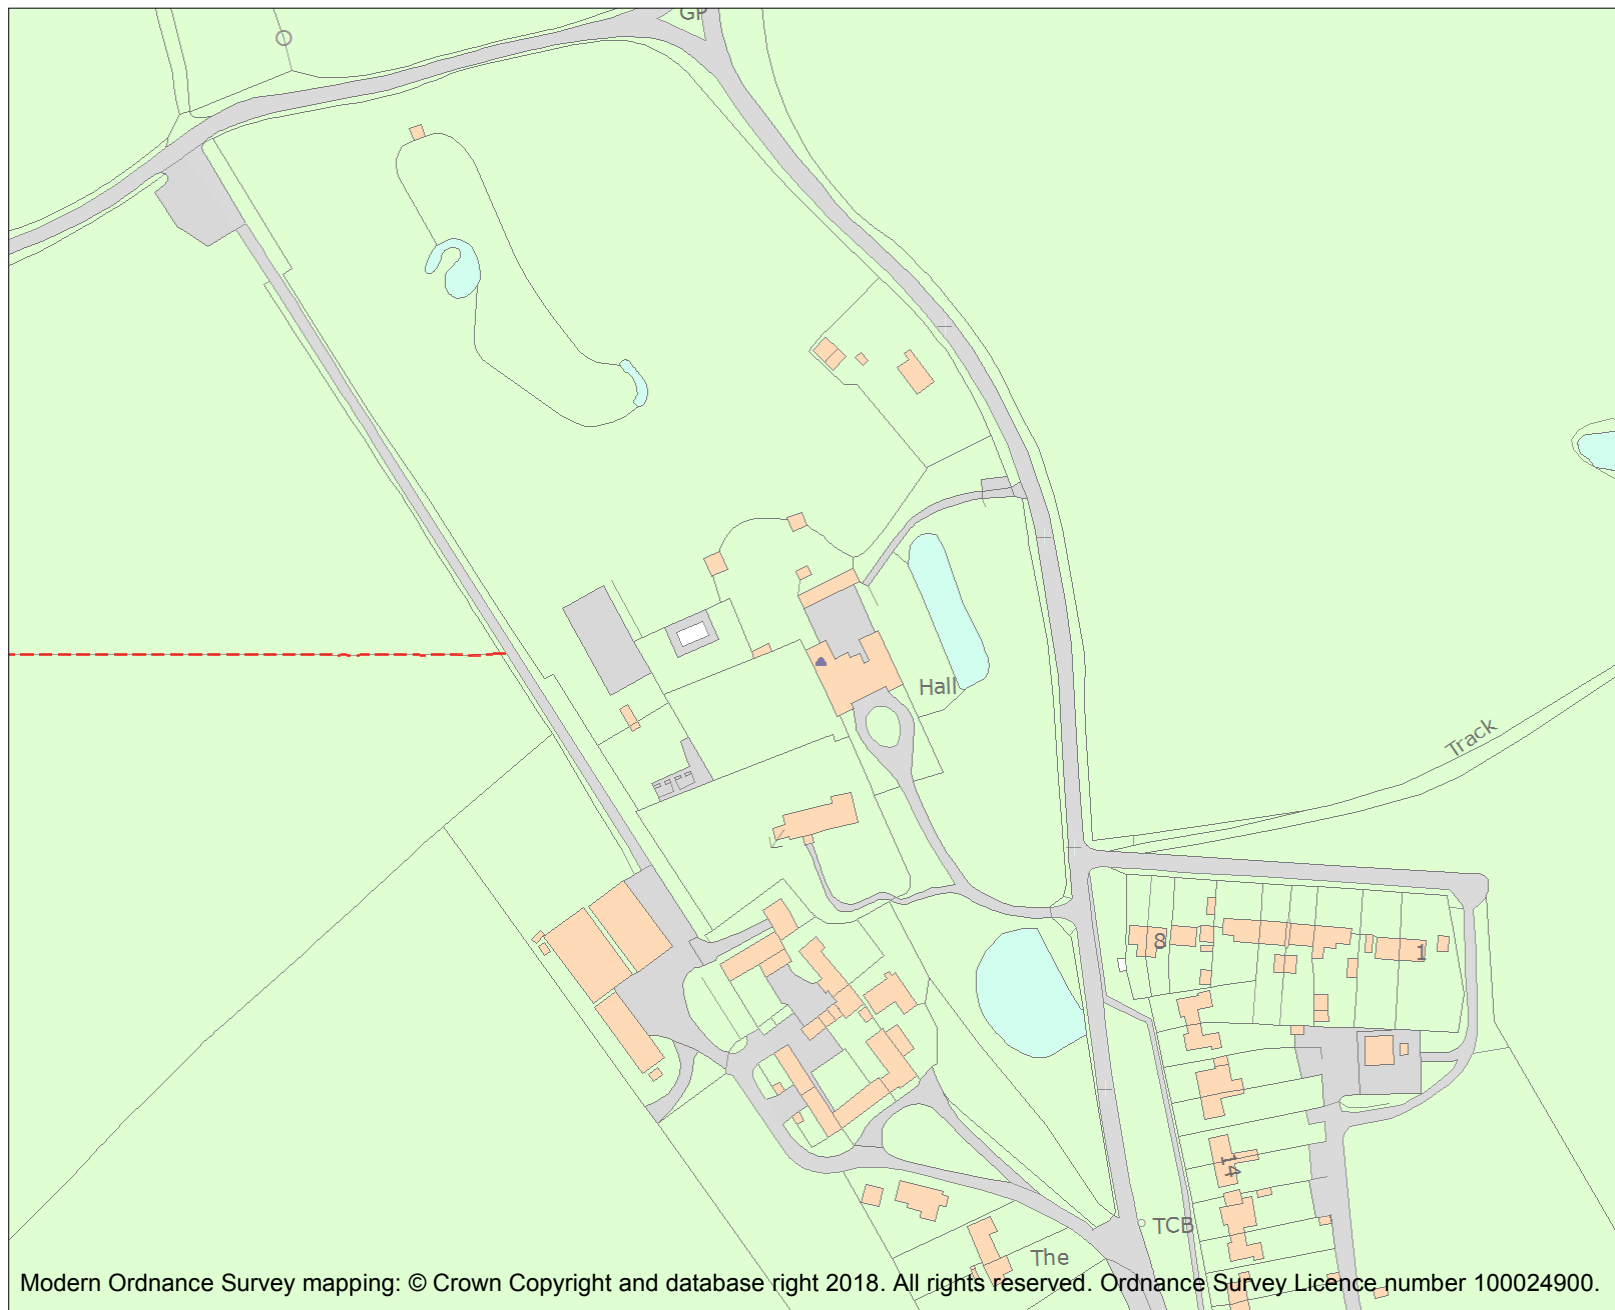 GP
Hall
Track
8
1
14
TCB
The
Modern Ordnance Survey mapping: © Crown Copyright and database right 2018. All rights reserved. Ordnance Survey Licence number 100024900.